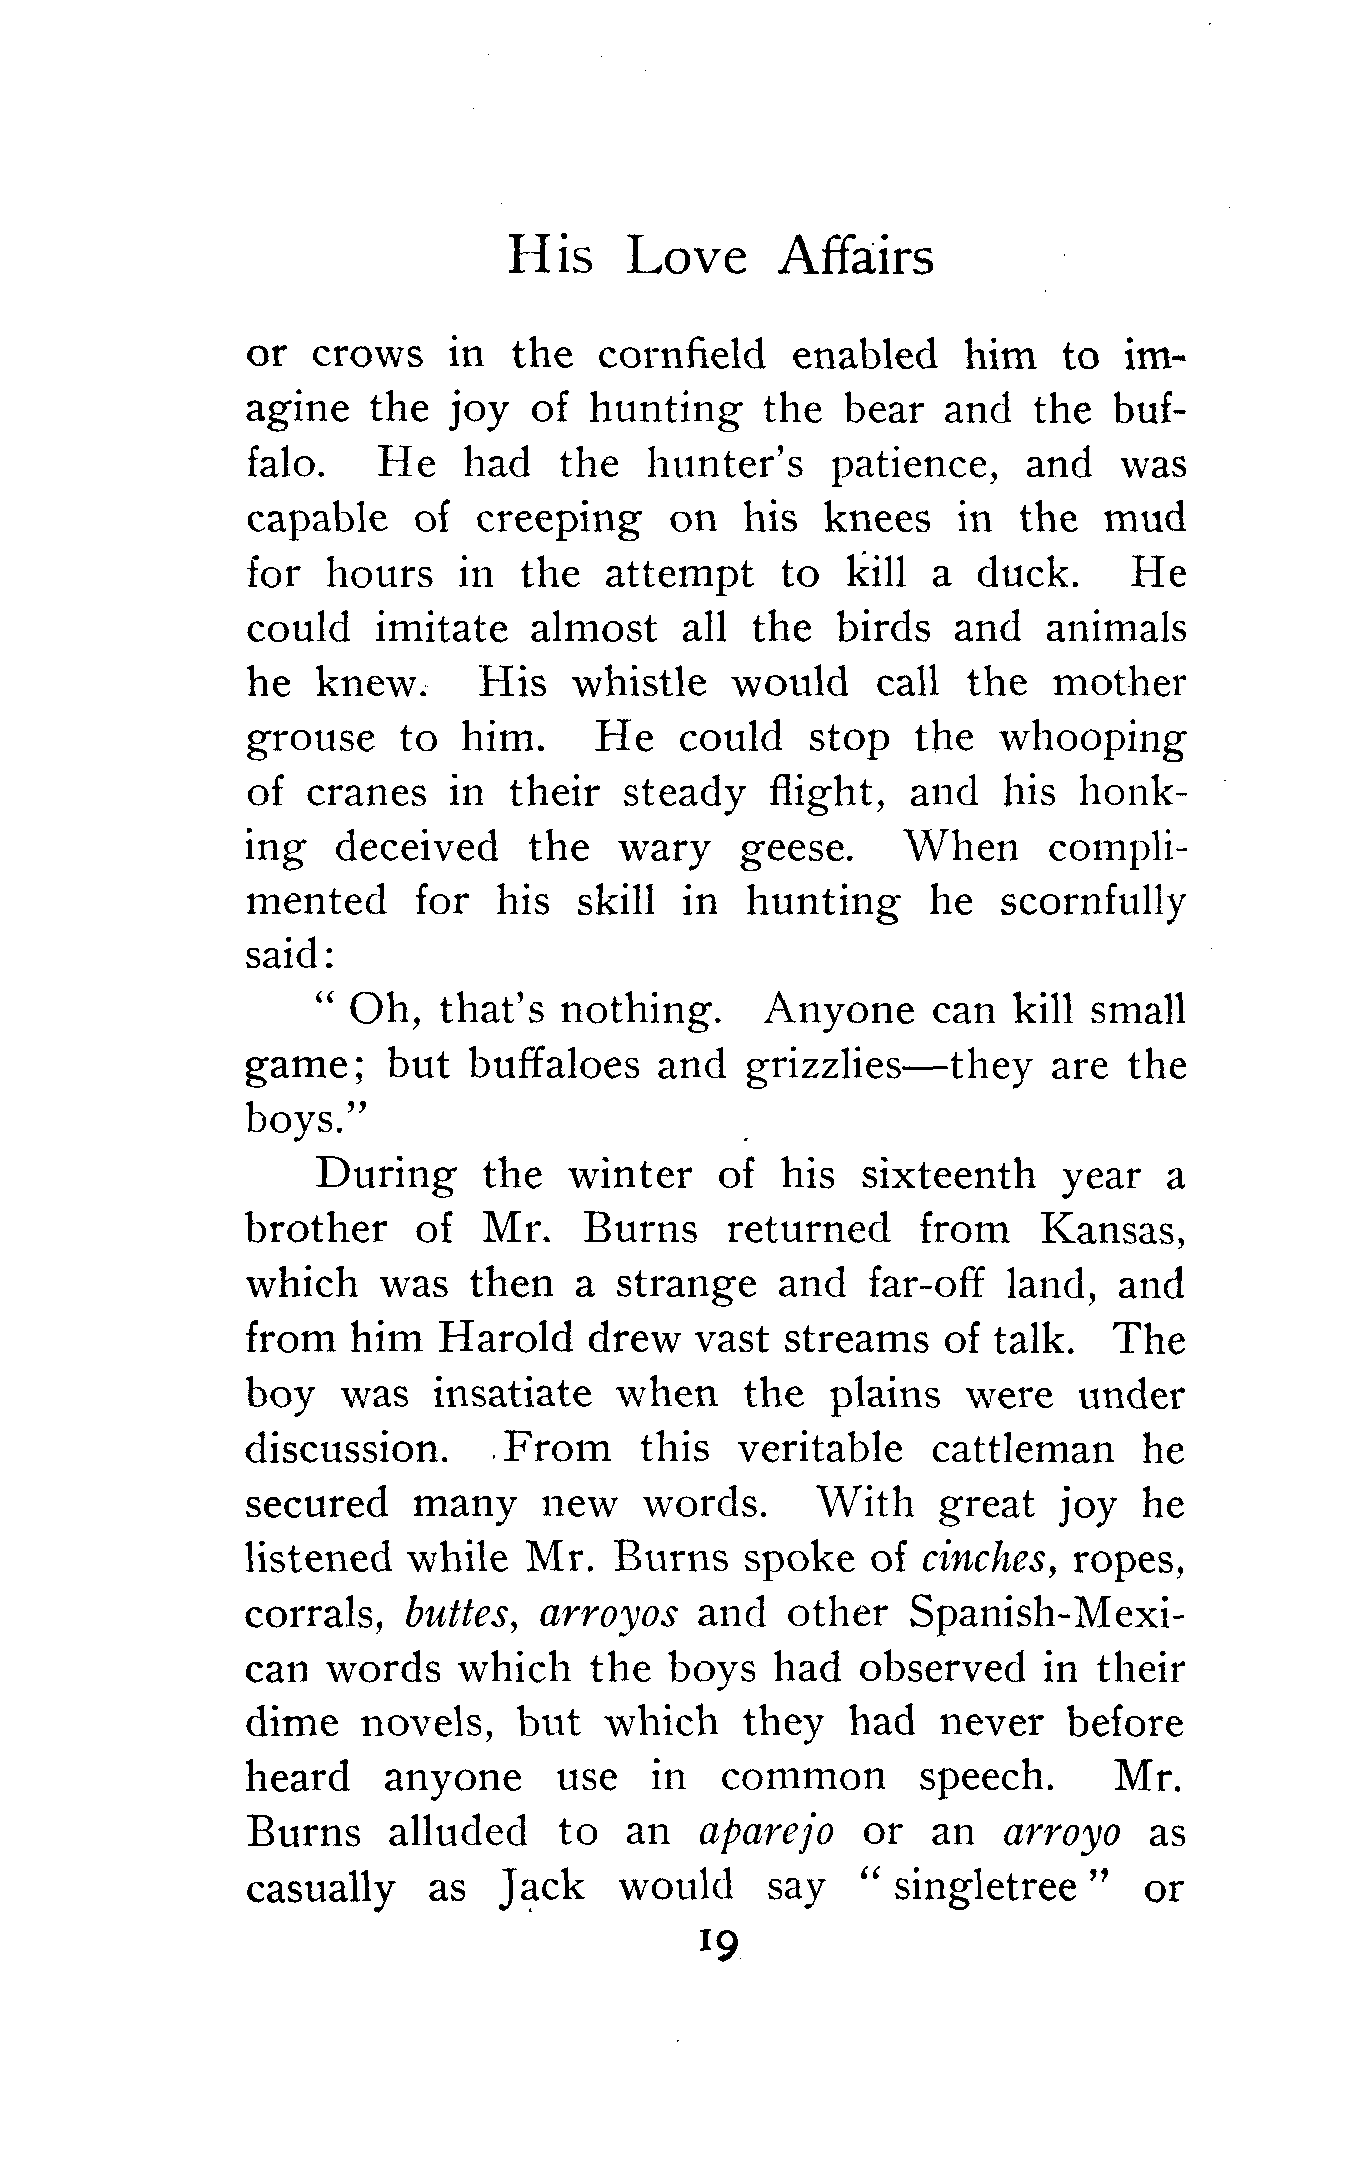 His Love Affairs
or crows in the cornfield enabled him to im-
agine the joy of hunting the bear and the buf-
falo. He had the hunter's patience, and was
capable of creeping on his knees in the mud
for hours in the attempt to kill a duck. He
could imitate almost all the birds and animals
he knew. His whistle would call the mother
grouse to him. He could stop the whooping
of cranes in their steady flight, and his honk-
ing deceived the wary geese. When compli-
mented for his skill in hunting he scornfully
said:
" Oh, that's nothing. Anyone can kill small
game; but buffaloes and grizzlies—they are the
boys."
During the winter of his sixteenth year a
brother of Mr. Burns returned from Kansas,
which was then a strange and far-off land, and
from him Harold drew vast streams of talk. The
boy was insatiate when the plains were under
discussion. From this veritable cattleman he
secured many new words. With great joy he
listened while Mr. Burns spoke of cinches, ropes,
corrals, buttes, arroyos and other Spanish-Mexi-
can words which the boys had observed in their
dime novels, but which they had never before
heard anyone use in common speech. Mr.
Burns alluded to an aparejo or an arroyo as
casually as Jack would say " singletree " or
19